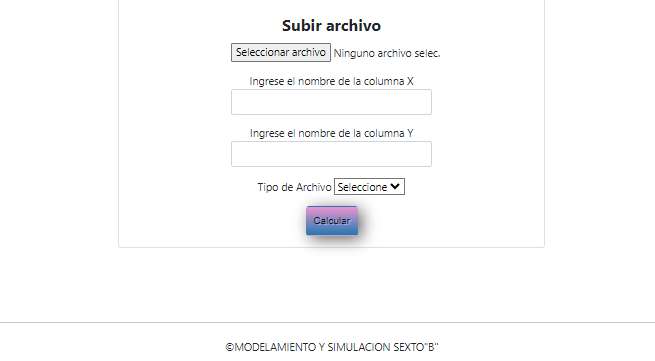 Subir archivo
Seleccionar archivo Ninguno archivo selec.
Ingrese el nombre de la columna X
Ingrese el nombre de la columna Y
Tipo de Archivo Seleccione
Calcular
©MODELAMIENTO Y SIMULACION SEXTO"B"